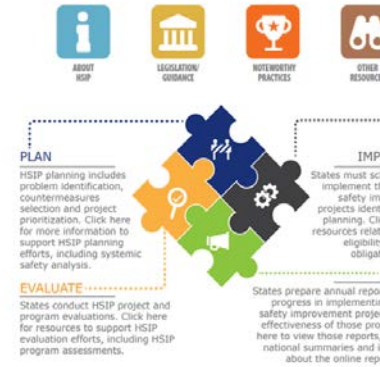 ABOUT
HSIP
LEGISLATION/
GUIDANCE
NOTEWORTHY
PRACTICES
OTHER
RESOURCE
PLAN
HSIP planning includes
problem identification,
countermeasures
selection and project
prioritization. Click here
for more information to
support HSIP planning
efforts, including systemic
safety analysis.
EVALUATE
States conduct HSIP project and
program evaluations. Click here
for resources to support HSIP
evaluation efforts, including HSIP
program assessments.
IMP
States must sc
implement th
safety im
projects ident
planning. Cli
resources relat
eligibilit
obliga
States prepare annual repo
progress in implementin
safety improvement projec
effectiveness of those pro
here to view those reports,
national summaries and i
about the online rep